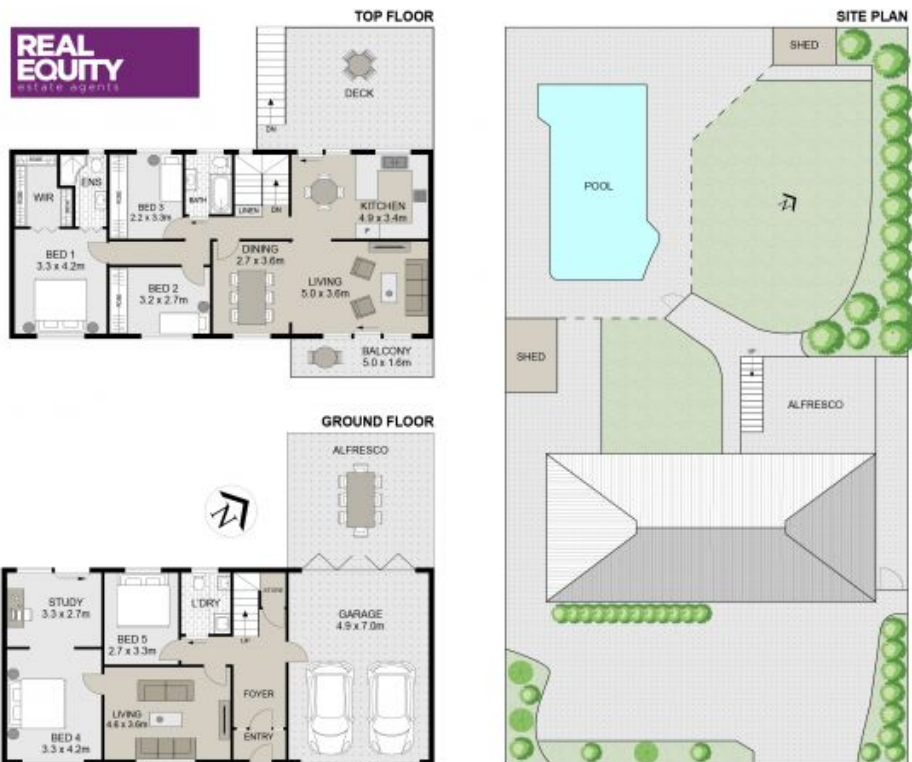 REAL
EQUITY
estate agents
TOP FLOOR
DECK
DN
WIR
ENS
BED 3
2.2 x 3.3m
BATH
LINEN
DN
KITCHEN
4.9 x 3.4m
P
BED 1
3.3 x 4.2m
ROBE
BED 2
3.2 x 2.7m
DINING
2.7 x 3.6m
LIVING
5.0 x 3.6m
BALCONY
5.0 x 1.6m
GROUND FLOOR
ALFRESCO
N
STUDY
3.3 x 2.7m
BED 5
2.7 x 3.3m
L'DRY
STORE
UP
GARAGE
4.9 x 7.0m
BED 4
3.3 x 4.2m
LIVING
4.6 x 3.6m
FOYER
ENTRY
SITE PLAN
SHED
POOL
N
SHED
UP
ALFRESCO